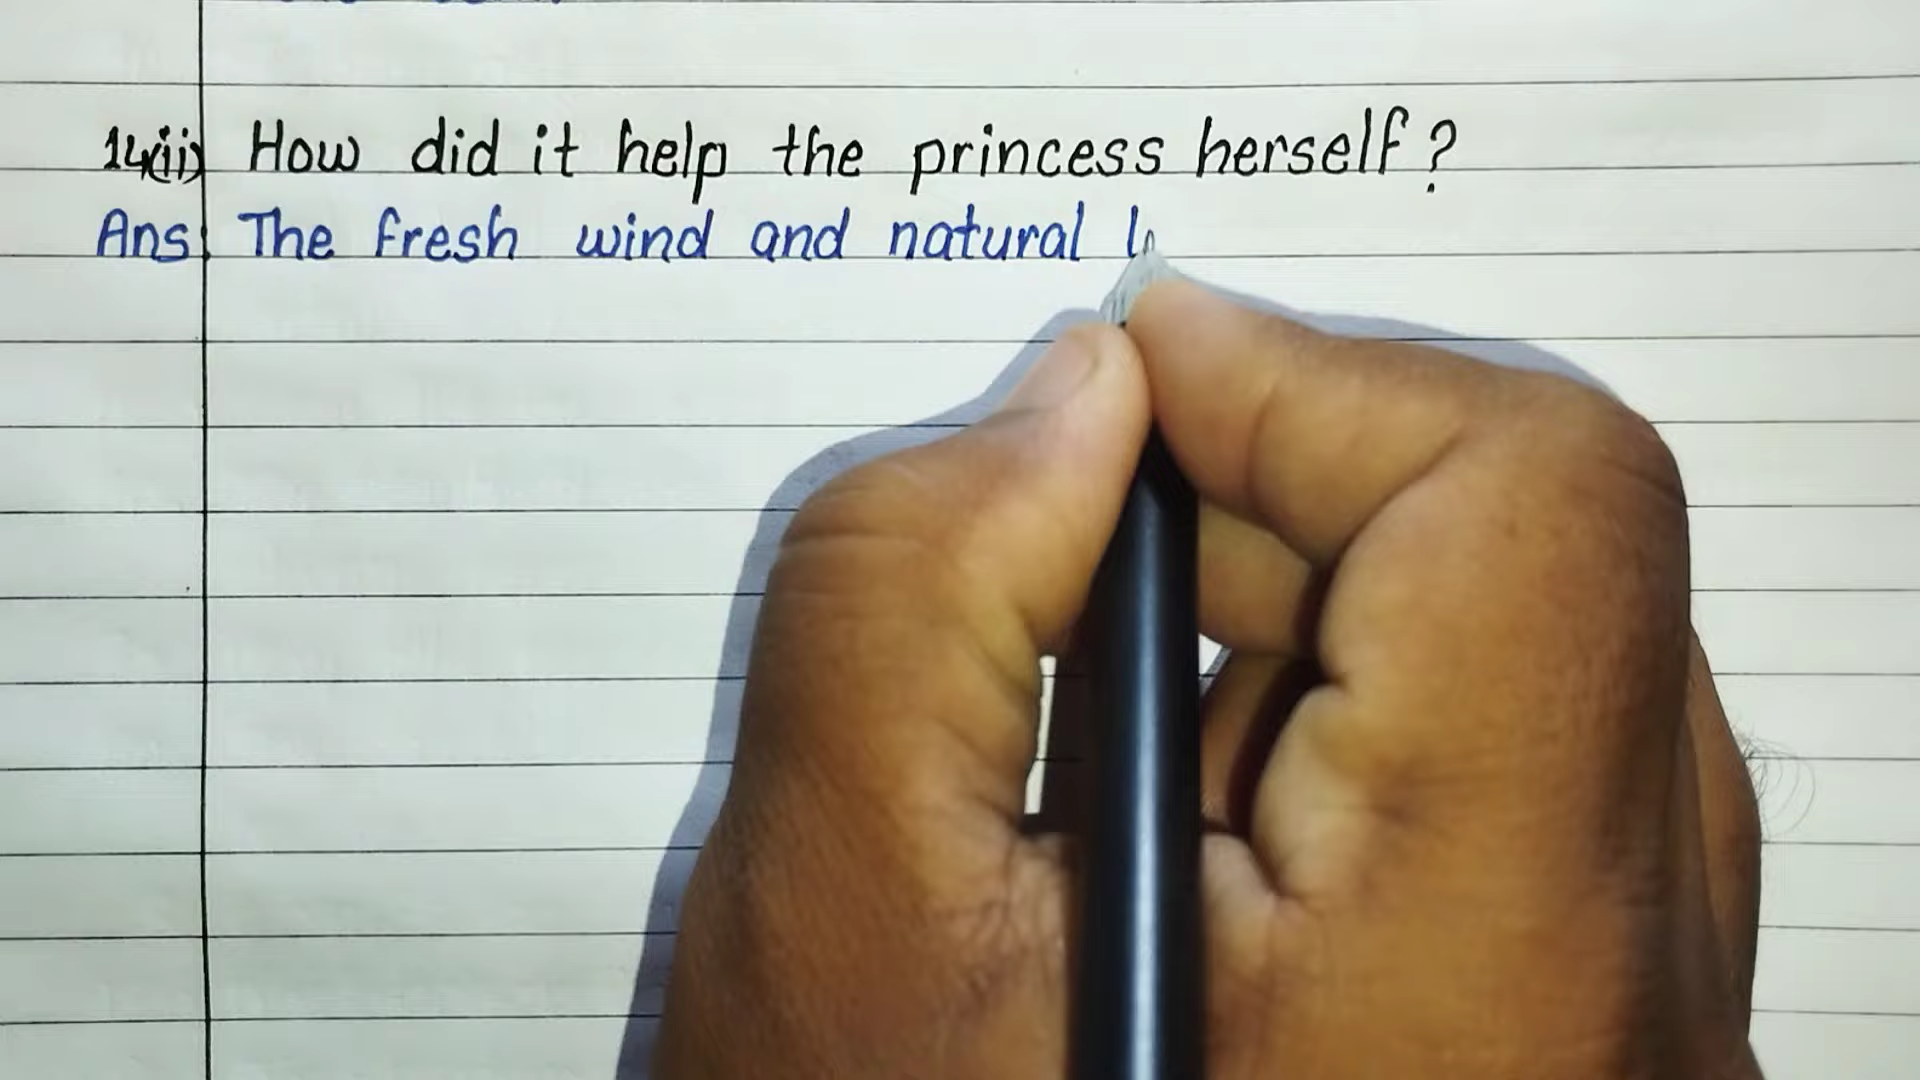 14(ii) How did it help the princess herself?
Ans. The fresh wind and natural